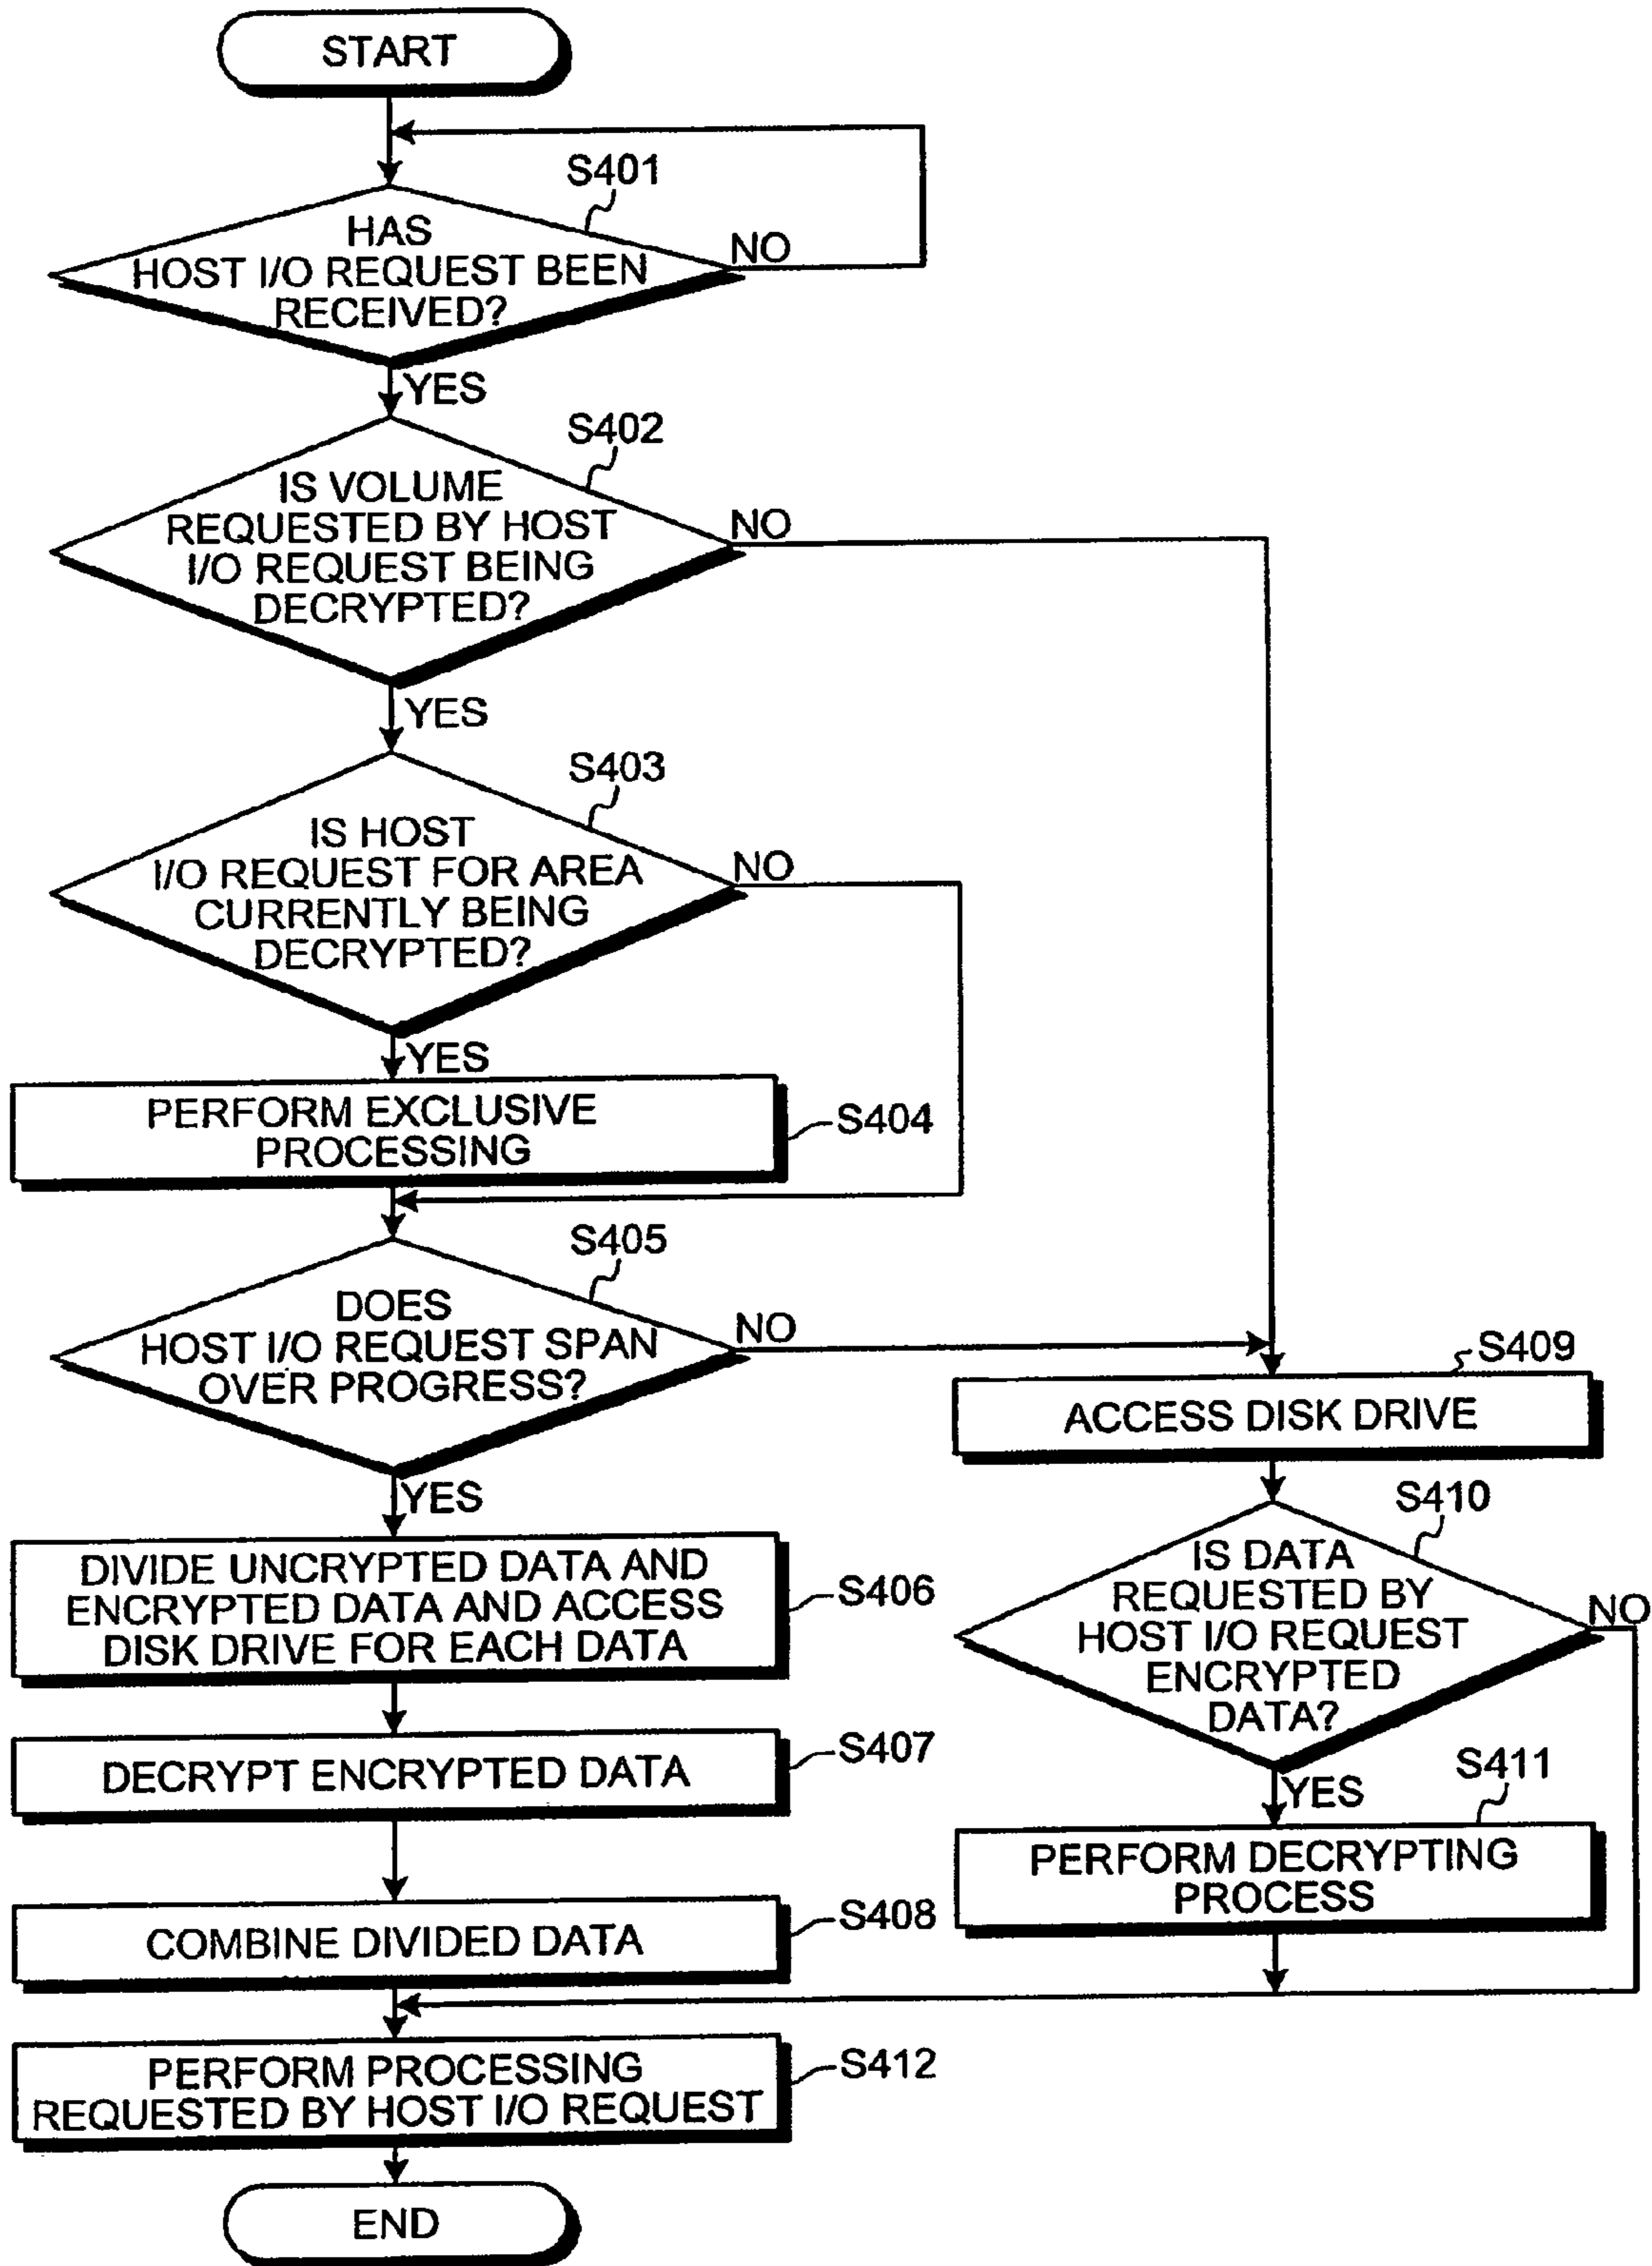 START
S401
HAS
HOST I/O REQUEST BEEN
RECEIVED?
NO
YES
S402
IS VOLUME
REQUESTED BY HOST
I/O REQUEST BEING
DECRYPTED?
NO
YES
S403
IS HOST
I/O REQUEST FOR AREA
CURRENTLY BEING
DECRYPTED?
NO
YES
PERFORM EXCLUSIVE
PROCESSING
S404
S405
DOES
HOST I/O REQUEST SPAN
OVER PROGRESS?
NO
YES
DIVIDE UNCRYPTED DATA AND
ENCRYPTED DATA AND ACCESS
DISK DRIVE FOR EACH DATA
S406
DECRYPT ENCRYPTED DATA
S407
COMBINE DIVIDED DATA
S408
S409
ACCESS DISK DRIVE
S410
IS DATA
REQUESTED BY
HOST I/O REQUEST
ENCRYPTED
DATA?
NO
YES
S411
PERFORM DECRYPTING
PROCESS
PERFORM PROCESSING
REQUESTED BY HOST I/O REQUEST
S412
END